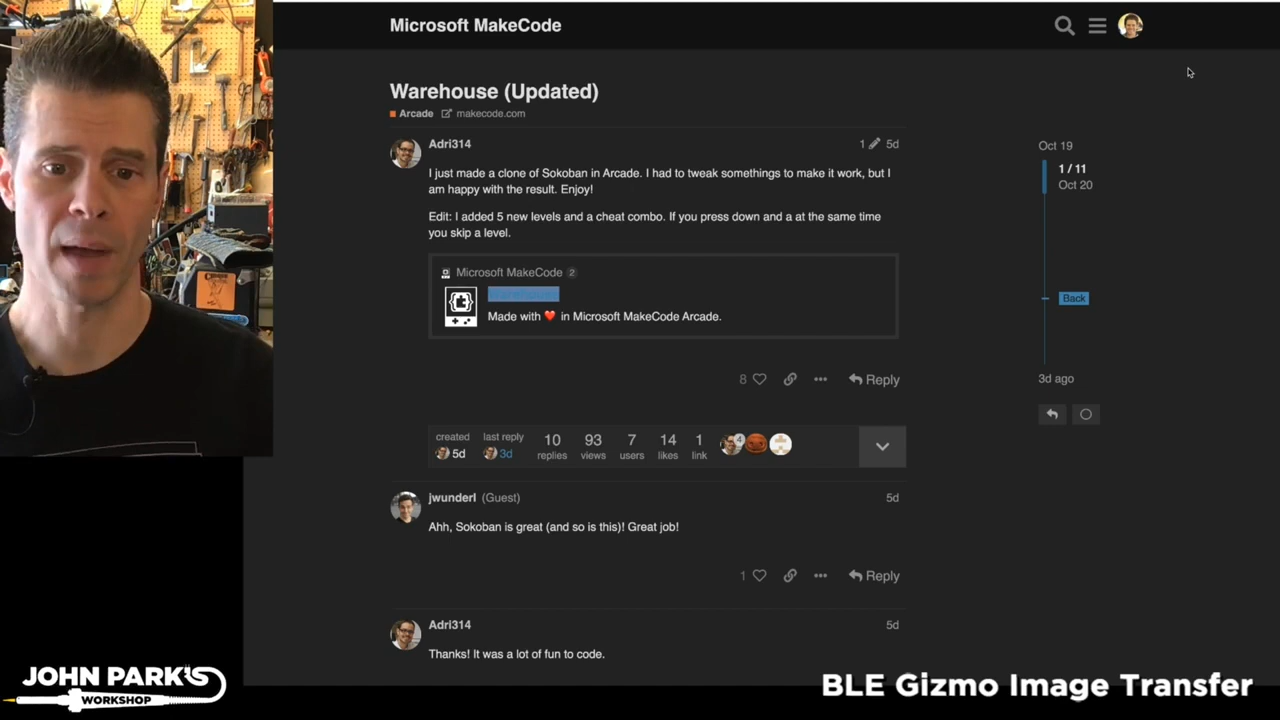 Microsoft MakeCode
Warehouse (Updated)
Arcade makecode.com
Adri314
1 5d
I just made a clone of Sokoban in Arcade. I had to tweak somethings to make it work, but I
am happy with the result. Enjoy!
Edit: I added 5 new levels and a cheat combo. If you press down and a at the same time
you skip a level.
Microsoft MakeCode 2
Made with ❤️ in Microsoft MakeCode Arcade.
8 Reply
created last reply 10 93 7 14 1 4
5d 3d replies views users likes link
jwunderl (Guest)
5d
Ahh, Sokoban is great (and so is this)! Great job!
1 Reply
Adri314
5d
Thanks! It was a lot of fun to code.
Oct 19
1 / 11
Oct 20
Back
3d ago
JOHN PARK'S
WORKSHOP
BLE Gizmo Image Transfer